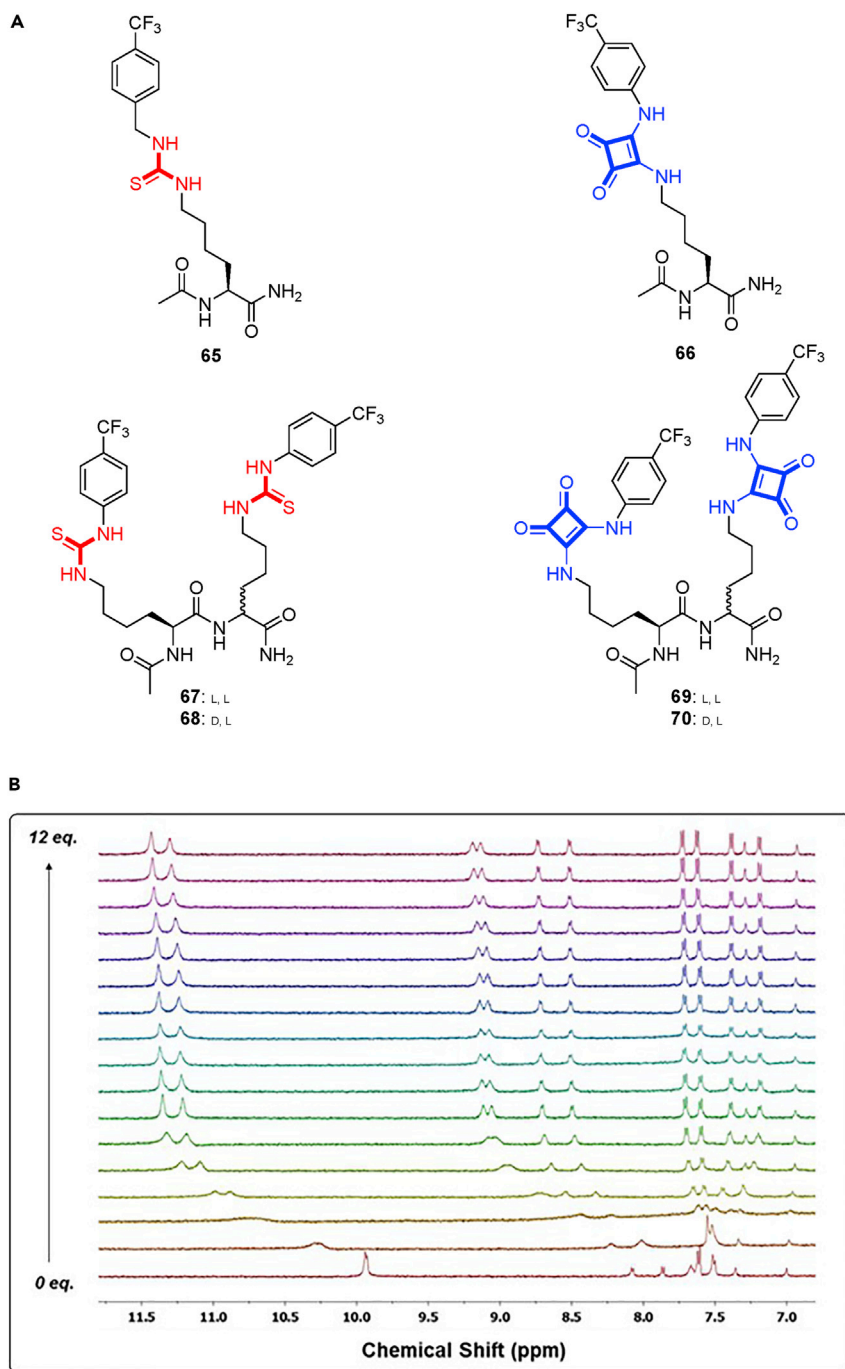 A
CF3
NH
S
NH
O
N
H
NH2
O
65
F3C
NH
O
O
NH
O
N
H
NH2
O
66
CF3
S
NH
HN
CF3
HN
HN
S
O
N
H
O
NH2
O
NH
67: L, L
68: D, L
CF3
O
O
NH
NH
CF3
HN
O
O
NH
O
N
H
O
NH2
O
NH
69: L, L
70: D, L
B
12 eq.
0 eq.
11.5 11.0 10.5 10.0 9.5 9.0 8.5 8.0 7.5 7.0
Chemical Shift (ppm)